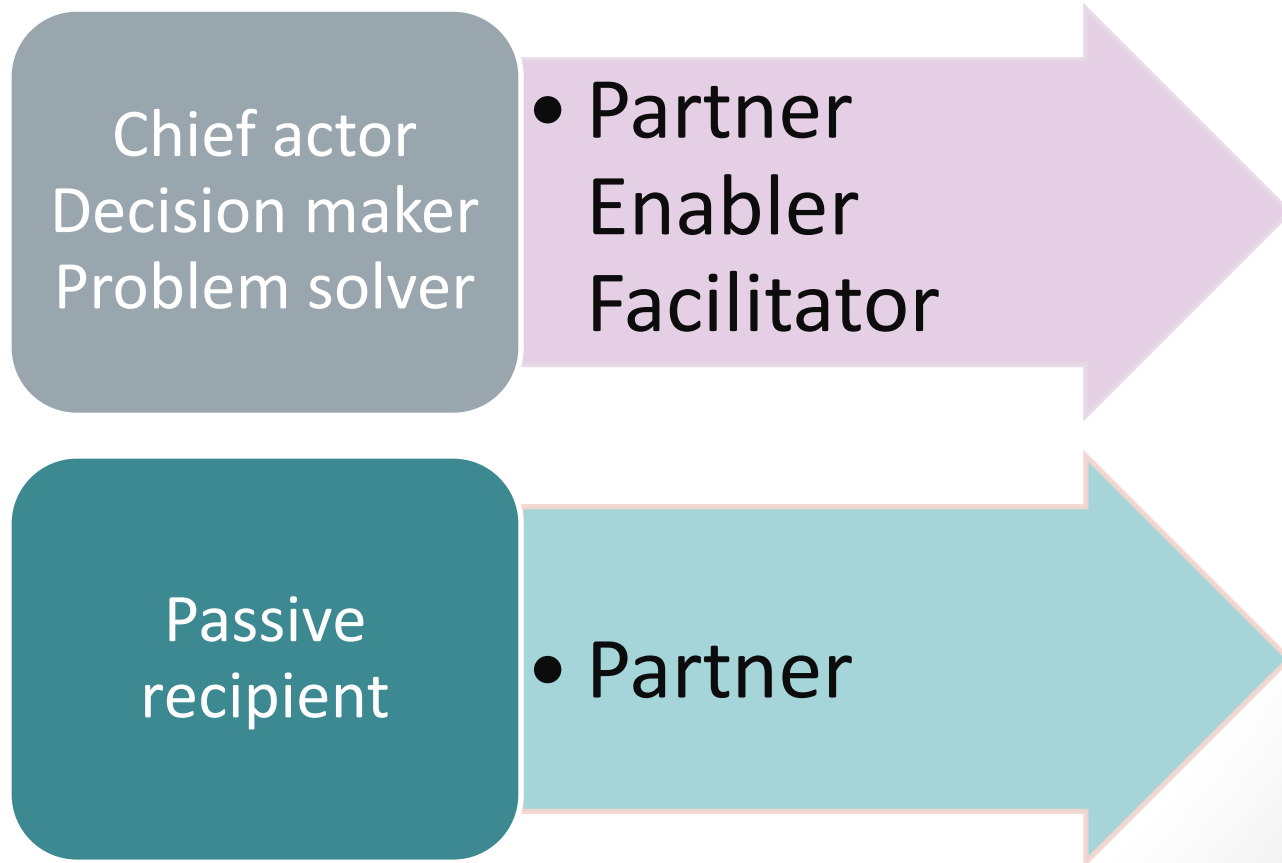 Chief actor
Decision maker
Problem solver
• Partner
Enabler
Facilitator
Passive
recipient
• Partner